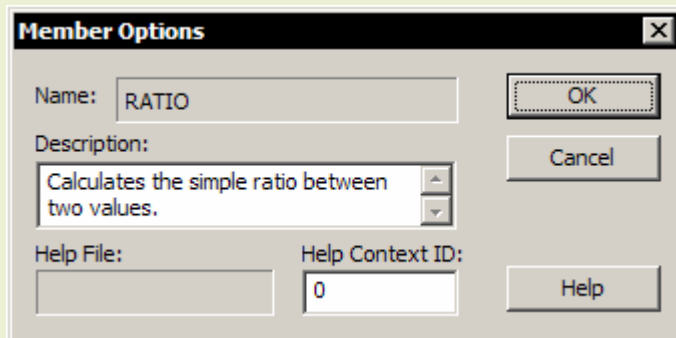 Member Options
Name: RATIO
OK
Description:
Calculates the simple ratio between
two values.
Cancel
Help File:
Help Context ID:
0
Help